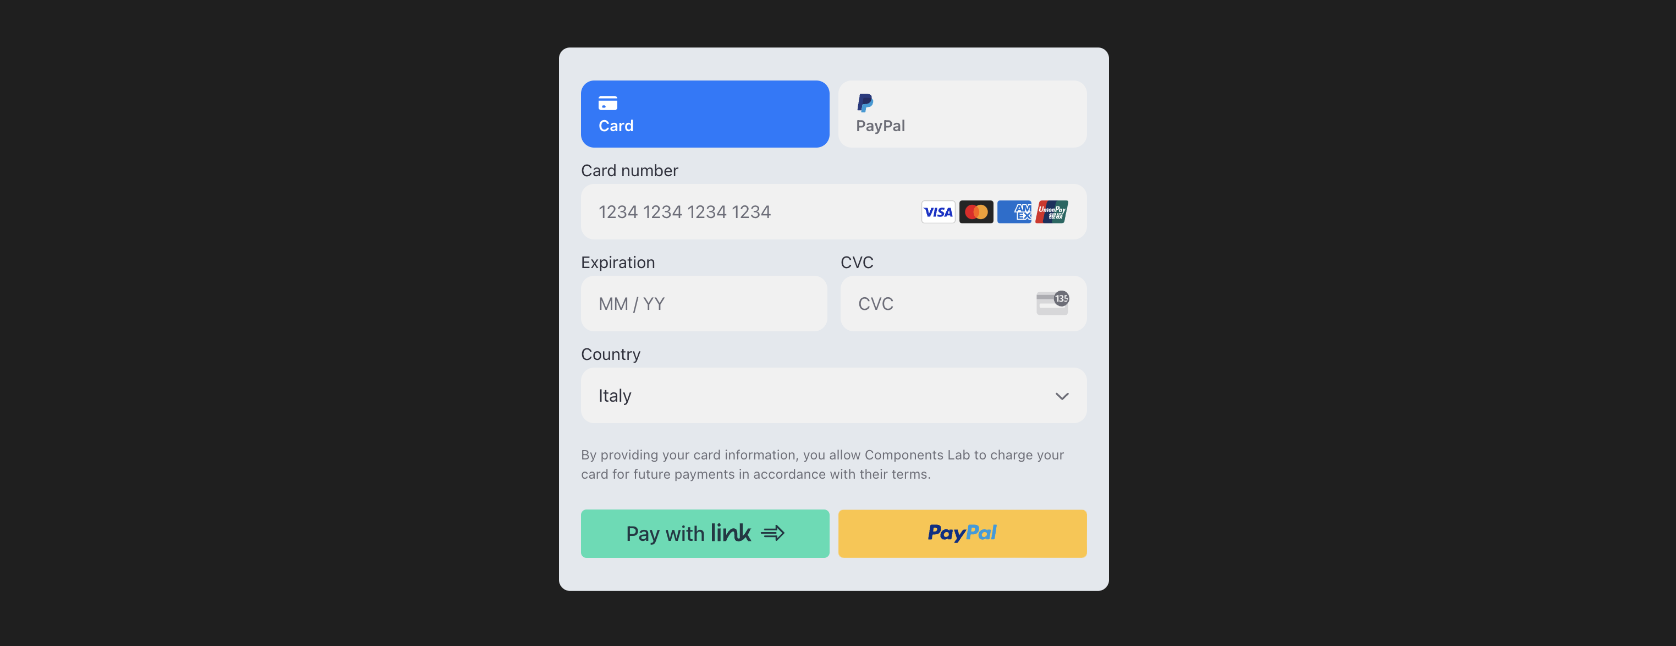 Card
PayPal
Card number
1234 1234 1234 1234
VISA
AM
EX
UnionPay
银联
Expiration
CVC
MM / YY
CVC
135
Country
Italy
By providing your card information, you allow Components Lab to charge your
card for future payments in accordance with their terms.
Pay with link
PayPal